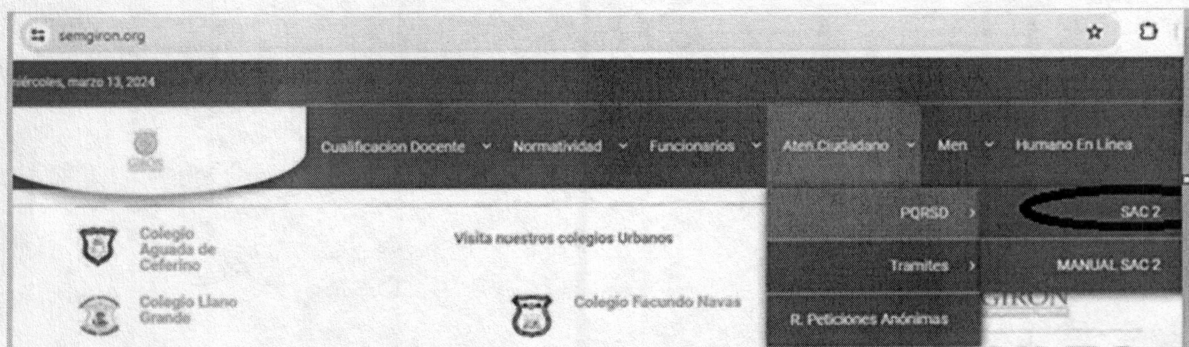 semgiron.org
miércoles, marzo 13, 2024
Cualificacion Docente Normatividad Funcionarios Aten.Ciudadano Men Humano En Línea
PQRSD SAC 2
Tramites MANUAL SAC 2
R. Peticiones Anónimas
Visita nuestros colegios Urbanos
Colegio
Aguada de
Ceferino
Colegio Llano
Grande
Colegio Facundo Navas
GIRÓN